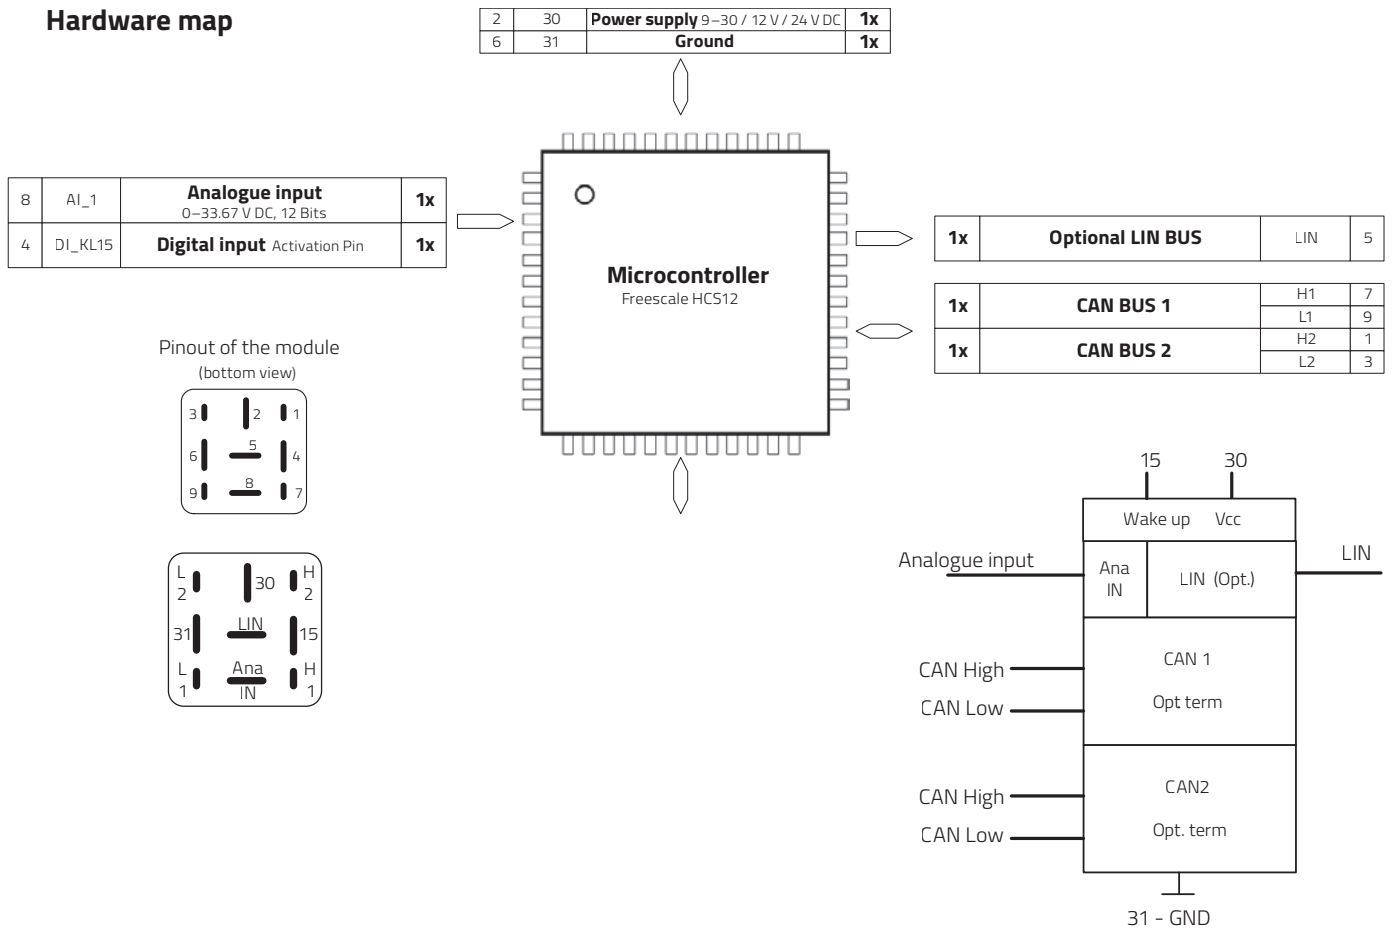 Hardware map
2 30 Power supply 9–30 / 12 V / 24 V DC 1x
6 31 Ground 1x
8 AI_1 Analogue input 1x
0–33.67 V DC, 12 Bits
4 DI_KL15 Digital input Activation Pin 1x
Microcontroller
Freescale HCS12
1x Optional LIN BUS LIN 5
1x CAN BUS 1 H1 7
L1 9
1x CAN BUS 2 H2 1
L2 3
Pinout of the module
(bottom view)
3 2 1
6 5 4
9 8 7
L 2 30 H 2
31 LIN 15
L 1 Ana IN H 1
15 30
Wake up Vcc
Analogue input
Ana
IN
LIN (Opt.)
LIN
CAN High
CAN Low
CAN 1
Opt term
CAN High
CAN Low
CAN2
Opt. term
31 - GND